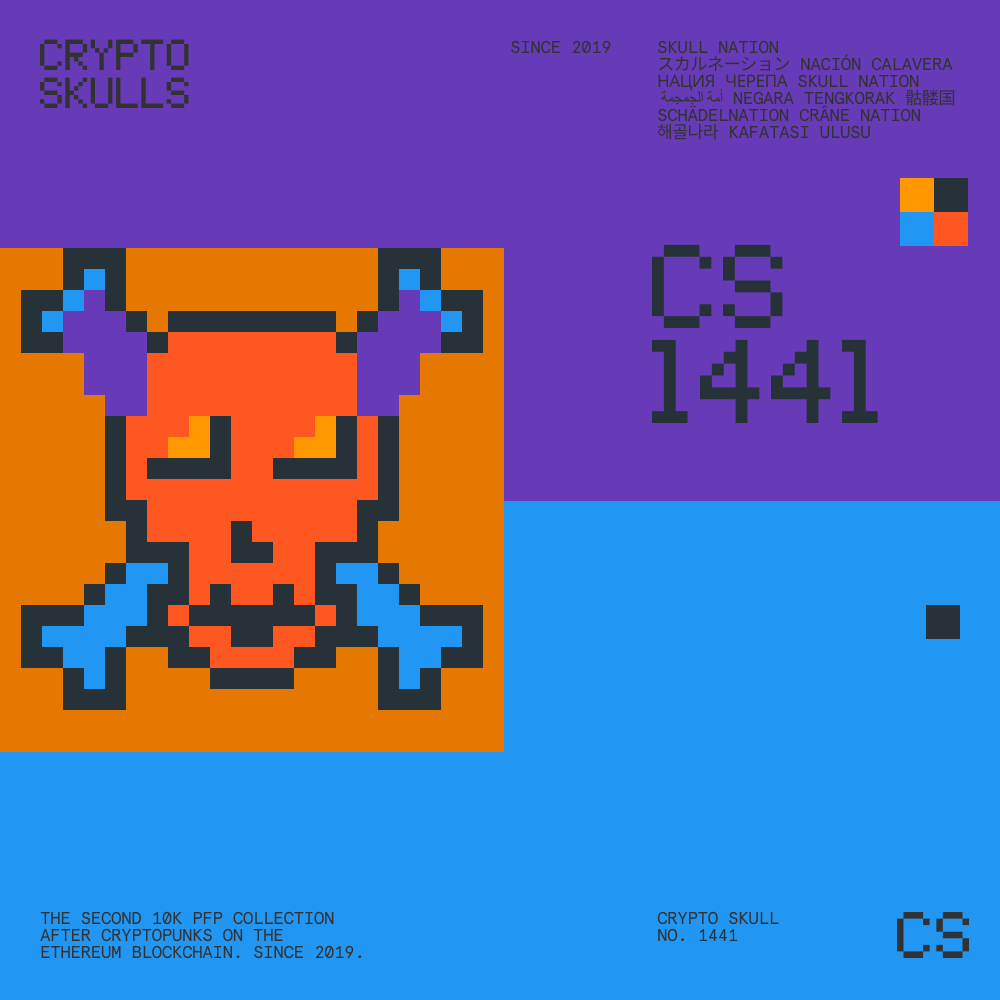 CRYPTO
SKULLS
SINCE 2019
SKULL NATION
スカルネーション NACIÓN CALAVERA
НАЦИЯ ЧЕРЕПА SKULL NATION
أمة الجمجمة NEGARA TENGKORAK 骷髅国
SCHÄDELNATION CRÂNE NATION
해골나라 KAFATASI ULUSU
CS
1441
THE SECOND 10K PFP COLLECTION
AFTER CRYPTOPUNKS ON THE
ETHEREUM BLOCKCHAIN. SINCE 2019.
CRYPTO SKULL
NO. 1441
CS